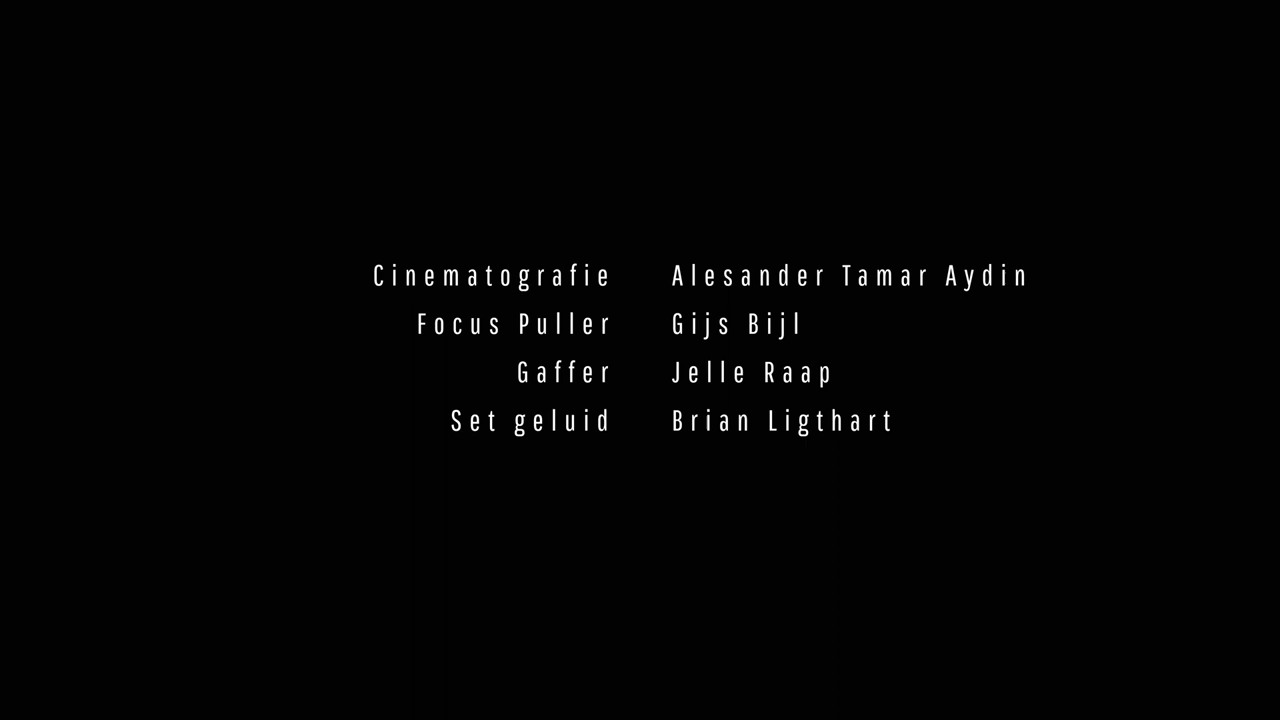 Cinematografie Alesander Tamar Aydin
Focus Puller Gijs Bijl
Gaffer Jelle Raap
Set geluid Brian Ligthart